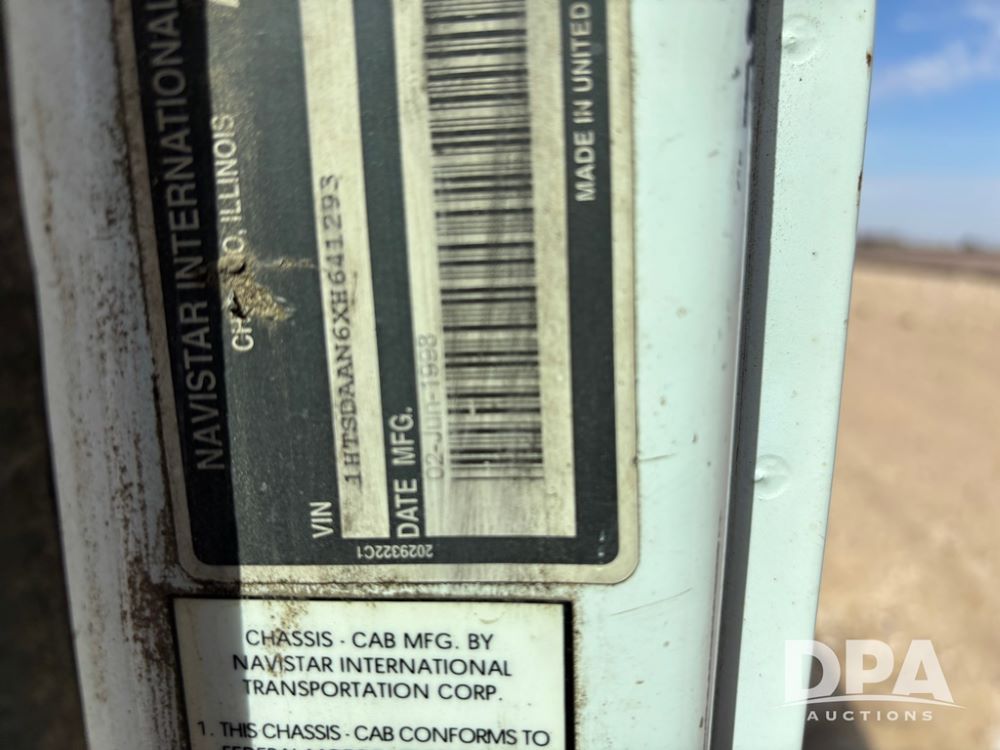 NAVISTAR INTERNATIONAL
ILLINOIS
VIN 1HTSDAAN6XH641293
DATE MFG. 02-JUN-1998
MADE IN UNITED
2029322C1
CHASSIS - CAB MFG. BY
NAVISTAR INTERNATIONAL
TRANSPORTATION CORP.
1. THIS CHASSIS - CAB CONFORMS TO
DPA
AUCTIONS